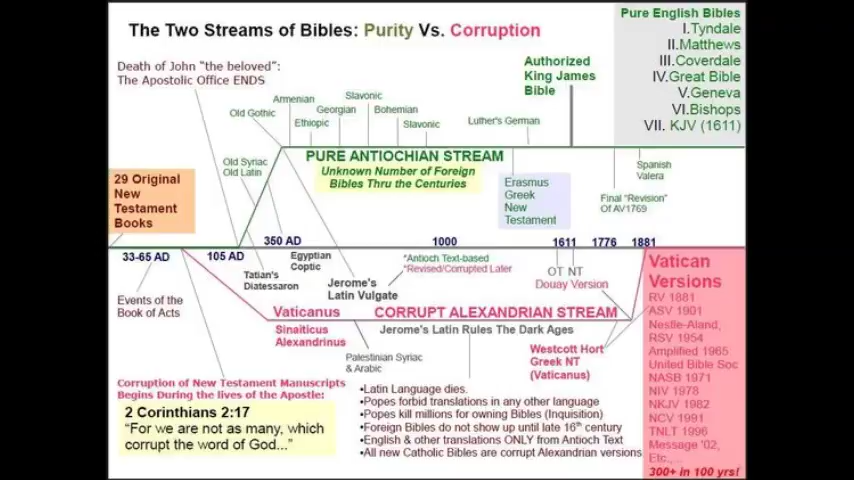 The Two Streams of Bibles: Purity Vs. Corruption
Pure English Bibles
I.Tyndale
II.Matthews
III.Coverdale
IV.Great Bible
V.Geneva
VI.Bishops
VII. KJV (1611)
Death of John "the beloved":
The Apostolic Office ENDS
Authorized
King James
Bible
Old Gothic
Armenian
Ethiopic
Georgian
Slavonic
Bohemian
Slavonic
Luther's German
PURE ANTIOCHIAN STREAM
Unknown Number of Foreign
Bibles Thru the Centuries
Old Syriac
Old Latin
Erasmus
Greek
New
Testament
Spanish
Valera
Final "Revision"
Of AV1769
29 Original
New
Testament
Books
33-65 AD
105 AD
350 AD
1000
1611
1776
1881
Events of the
Book of Acts
Tatian's
Diatessaron
Egyptian
Coptic
Jerome's
Latin Vulgate
*Antioch Text-based
*Revised/Corrupted Later
OT NT
Douay Version
Vaticanus
CORRUPT ALEXANDRIAN STREAM
Sinaiticus
Alexandrinus
Jerome's Latin Rules The Dark Ages
Palestinian Syriac
& Arabic
Westcott Hort
Greek NT
(Vaticanus)
Vatican
Versions
RV 1881
ASV 1901
Nestle-Aland,
RSV 1954
Amplified 1965
United Bible Soc
NASB 1971
NIV 1978
NKJV 1982
NCV 1991
TNLT 1996
Message '02,
Etc.,...
300+ in 100 yrs!
Corruption of New Testament Manuscripts
Begins During the lives of the Apostle:
2 Corinthians 2:17
"For we are not as many, which
corrupt the word of God..."
•Latin Language dies.
•Popes forbid translations in any other language
•Popes kill millions for owning Bibles (Inquisition)
•Foreign Bibles do not show up until late 16th century
•English & other translations ONLY from Antioch Text
•All new Catholic Bibles are corrupt Alexandrian versions